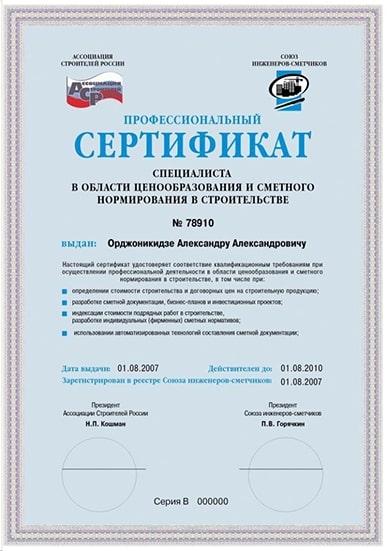 АССОЦИАЦИЯ
СТРОИТЕЛЕЙ РОССИИ
СОЮЗ
ИНЖЕНЕРОВ-СМЕТЧИКОВ
АССОЦИАЦИЯ
СТРОИТЕЛЕЙ
АСР
ПРОФЕССИОНАЛЬНЫЙ
СЕРТИФИКАТ
СПЕЦИАЛИСТА
В ОБЛАСТИ ЦЕНООБРАЗОВАНИЯ И СМЕТНОГО
НОРМИРОВАНИЯ В СТРОИТЕЛЬСТВЕ
№ 78910
выдан: Орджоникидзе Александру Александровичу
Настоящий сертификат удостоверяет соответствие квалификационным требованиям при
осуществлении профессиональной деятельности в области ценообразования и сметного
нормирования в строительстве, в том числе при:
определении стоимости строительства и договорных цен на строительную продукцию;
разработке сметной документации, бизнес-планов и инвестиционных проектов;
индексации стоимости подрядных работ в строительстве,
разработке индивидуальных (фирменных) сметных нормативов;
использовании автоматизированных технологий составления сметной документации;
Дата выдачи: 01.08.2007 Действителен до: 01.08.2010
Зарегистрирован в реестре Союза инженеров-сметчиков: 01.08.2007
Президент
Ассоциации Строителей России
Н.П. Кошман
Президент
Союза инженеров-сметчиков
П.В. Горячкин
Серия В 000000